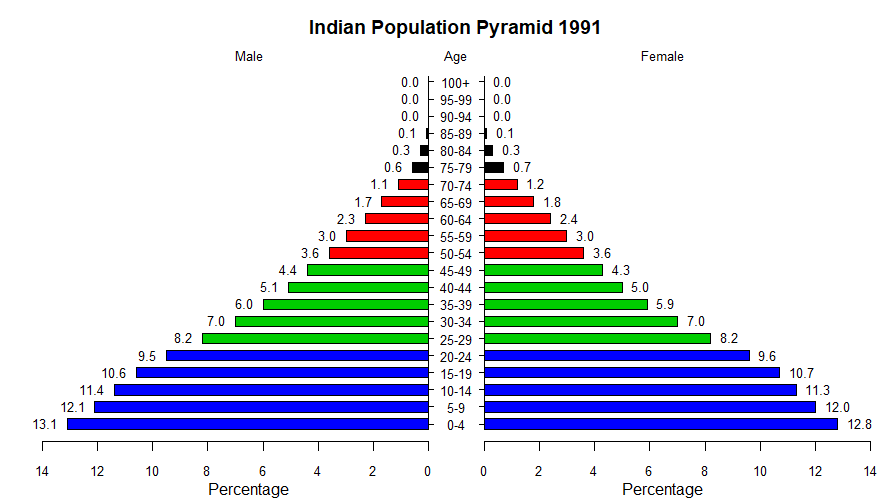 Indian Population Pyramid 1991
Male Age Female
0.0 100+ 0.0
0.0 95-99 0.0
0.0 90-94 0.0
0.1 85-89 0.1
0.3 80-84 0.3
0.6 75-79 0.7
1.1 70-74 1.2
1.7 65-69 1.8
2.3 60-64 2.4
3.0 55-59 3.0
3.6 50-54 3.6
4.4 45-49 4.3
5.1 40-44 5.0
6.0 35-39 5.9
7.0 30-34 7.0
8.2 25-29 8.2
9.5 20-24 9.6
10.6 15-19 10.7
11.4 10-14 11.3
12.1 5-9 12.0
13.1 0-4 12.8
14 12 10 8 6 4 2 0 0 2 4 6 8 10 12 14
Percentage Percentage